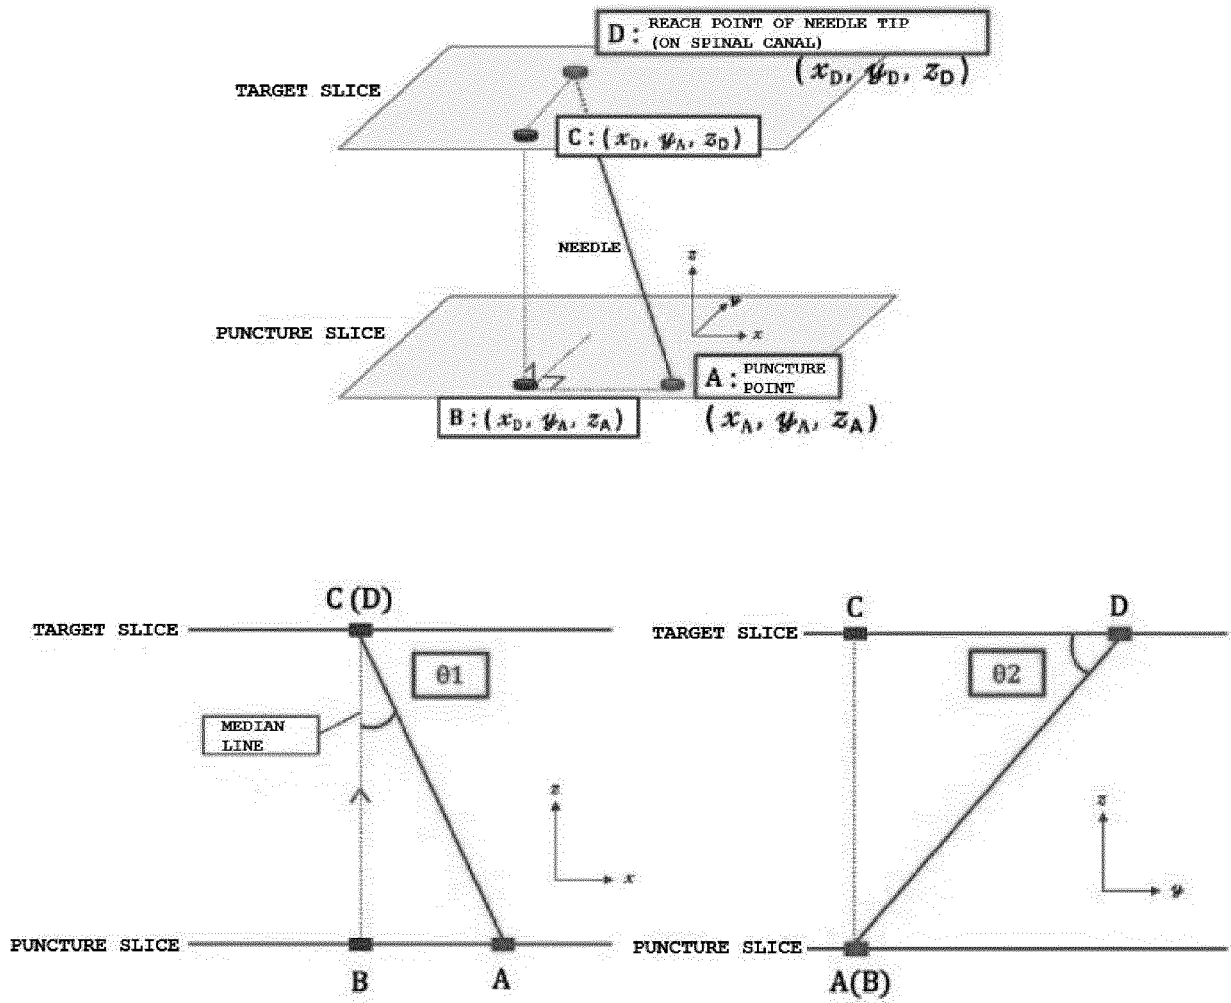 D: REACH POINT OF NEEDLE TIP
(ON SPINAL CANAL)
(xD, yD, zD)
TARGET SLICE
C:(xD, yA, zD)
NEEDLE
z
y
x
PUNCTURE SLICE
A: PUNCTURE
POINT
B:(xD, yA, zA)
(xA, yA, zA)
C(D)
TARGET SLICE
θ1
MEDIAN
LINE
z
x
PUNCTURE SLICE
B
A
C
D
TARGET SLICE
θ2
z
y
PUNCTURE SLICE
A(B)